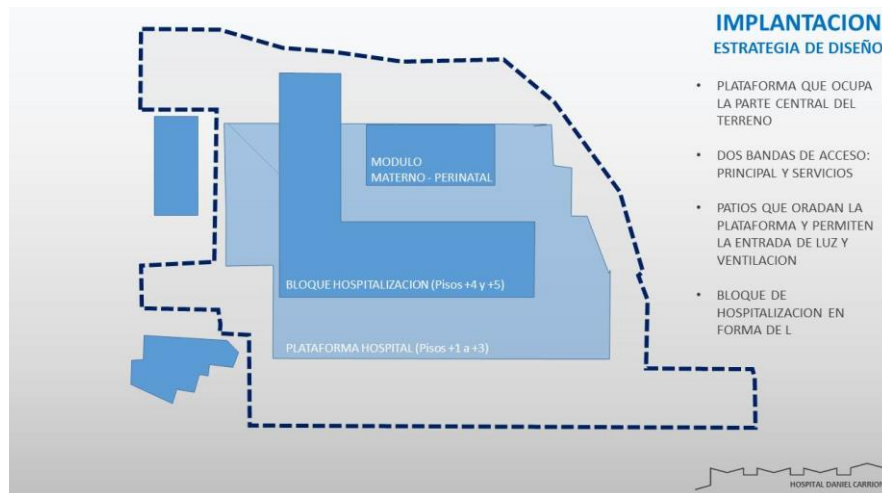 IMPLANTACION
ESTRATEGIA DE DISEÑO
• PLATAFORMA QUE OCUPA
LA PARTE CENTRAL DEL
TERRENO
• DOS BANDAS DE ACCESO:
PRINCIPAL Y SERVICIOS
• PATIOS QUE ORADAN LA
PLATAFORMA Y PERMITEN
LA ENTRADA DE LUZ Y
VENTILACION
• BLOQUE DE
HOSPITALIZACION EN
FORMA DE L
MODULO
MATERNO - PERINATAL
BLOQUE HOSPITALIZACIÓN (Pisos +4 y +5)
PLATAFORMA HOSPITAL (Pisos +1 a +3)
HOSPITAL DANIEL CARRION